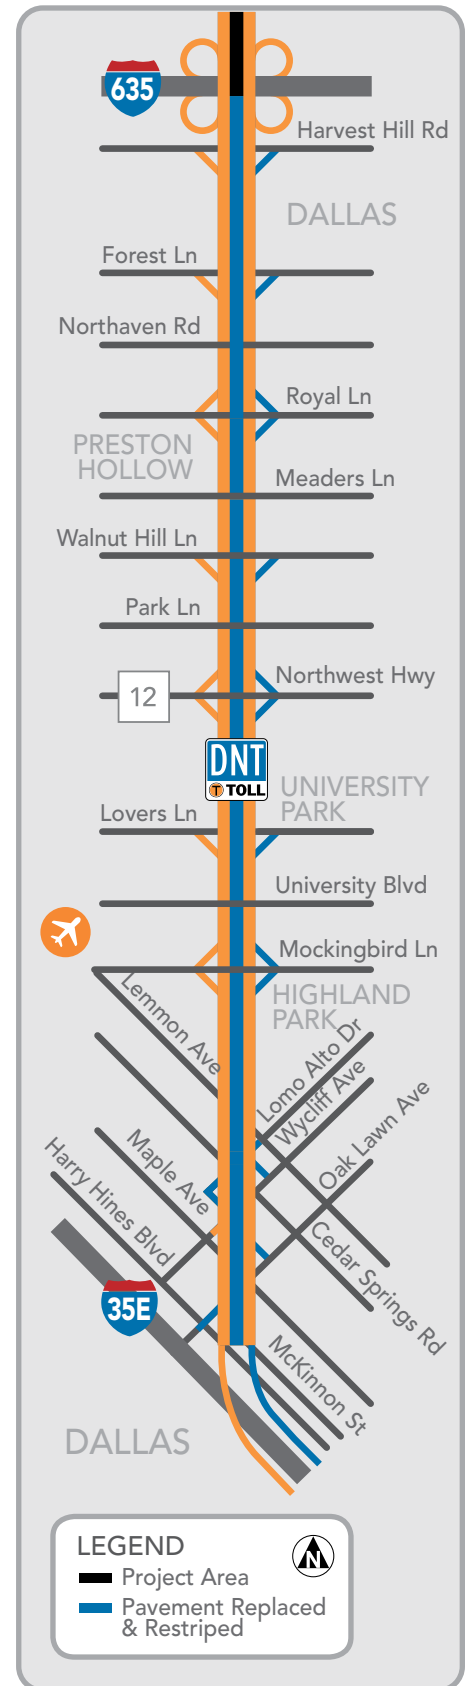 635
Harvest Hill Rd
DALLAS
Forest Ln
Northaven Rd
Royal Ln
PRESTON
HOLLOW
Meaders Ln
Walnut Hill Ln
Park Ln
Northwest Hwy
12
DNT
T TOLL
UNIVERSITY
PARK
Lovers Ln
University Blvd
Mockingbird Ln
HIGHLAND
PARK
Lemmon Ave
Lomo Alto Dr
Wycliff Ave
Oak Lawn Ave
Maple Ave
Harry Hines Blvd
Cedar Springs Rd
35E
McKinnon St
DALLAS
LEGEND
N
Project Area
Pavement Replaced
& Restriped